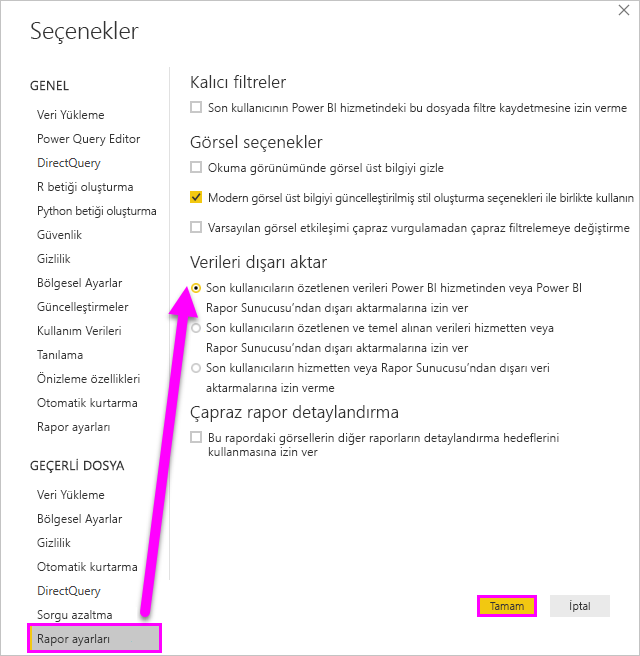 Seçenekler
GENEL
Veri Yükleme
Power Query Editor
DirectQuery
R betiği oluşturma
Python betiği oluşturma
Güvenlik
Gizlilik
Bölgesel Ayarlar
Güncelleştirmeler
Kullanım Verileri
Tanılama
Önizleme özellikleri
Otomatik kurtarma
Rapor ayarları
GEÇERLİ DOSYA
Veri Yükleme
Bölgesel Ayarlar
Gizlilik
Otomatik kurtarma
DirectQuery
Sorgu azaltma
Rapor ayarları
Kalıcı filtreler
Son kullanıcının Power BI hizmetindeki bu dosyada filtre kaydetmesine izin verme
Görsel seçenekler
Okuma görünümünde görsel üst bilgiyi gizle
Modern görsel üst bilgiyi güncelleştirilmiş stil oluşturma seçenekleri ile birlikte kullanın
Varsayılan görsel etkileşimi çapraz vurgulamadan çapraz filtrelemeye değiştirme
Verileri dışarı aktar
Son kullanıcıların özetlenen verileri Power BI hizmetinden veya Power BI
Rapor Sunucusu’ndan dışarı aktarmalarına izin ver
Son kullanıcıların özetlenen ve temel alınan verileri hizmetten veya
Rapor Sunucusu’ndan dışarı aktarmalarına izin ver
Son kullanıcıların hizmetten veya Rapor Sunucusu’ndan dışarı veri
aktarmalarına izin verme
Çapraz rapor detaylandırma
Bu rapordaki görsellerin diğer raporların detaylandırma hedeflerini
kullanmasına izin ver
Tamam
İptal